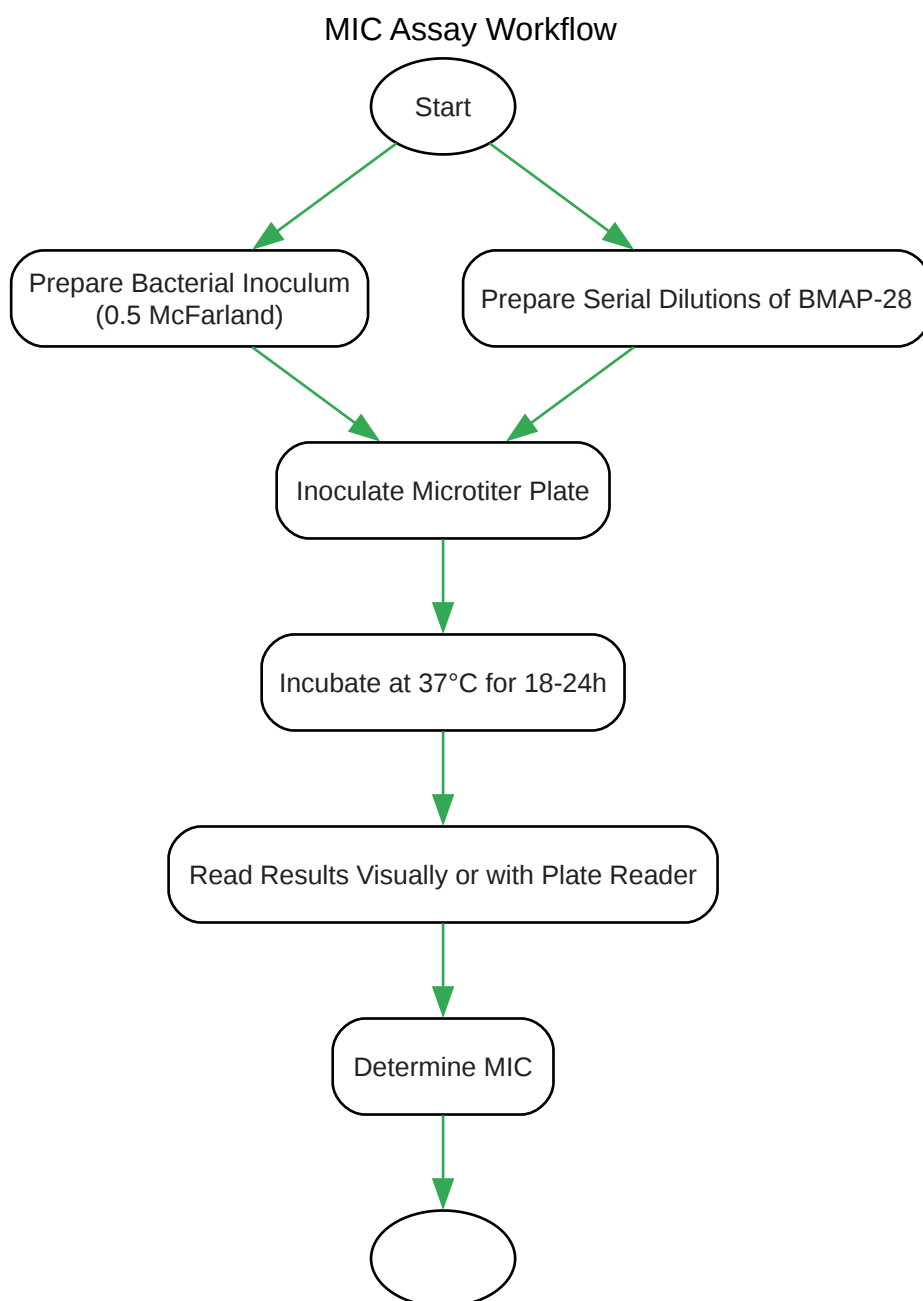 MIC Assay Workflow
Start
Prepare Bacterial Inoculum
(0.5 McFarland)
Prepare Serial Dilutions of BMAP-28
Inoculate Microtiter Plate
Incubate at 37°C for 18-24h
Read Results Visually or with Plate Reader
Determine MIC